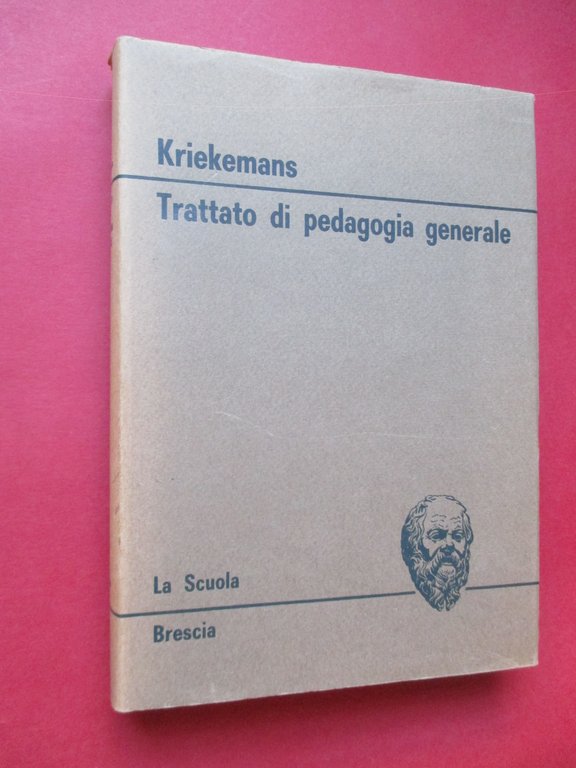 Kriekemans
Trattato di pedagogia generale
La Scuola
Brescia